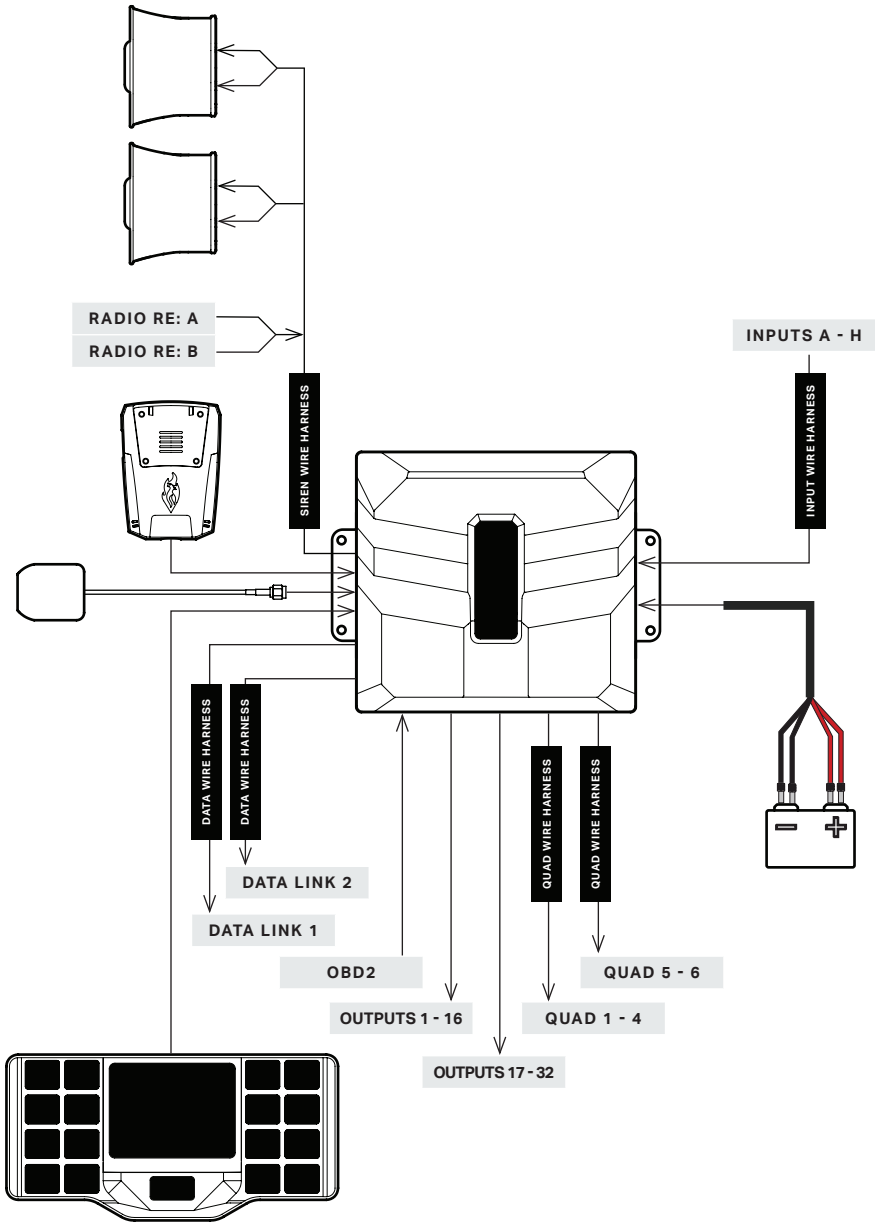 RADIO RE: A
RADIO RE: B
INPUTS A - H
SIREN WIRE HARNESS
INPUT WIRE HARNESS
DATA WIRE HARNESS
DATA WIRE HARNESS
QUAD WIRE HARNESS
QUAD WIRE HARNESS
DATA LINK 2
DATA LINK 1
OBD2
QUAD 5 - 6
OUTPUTS 1 - 16
QUAD 1 - 4
OUTPUTS 17 - 32